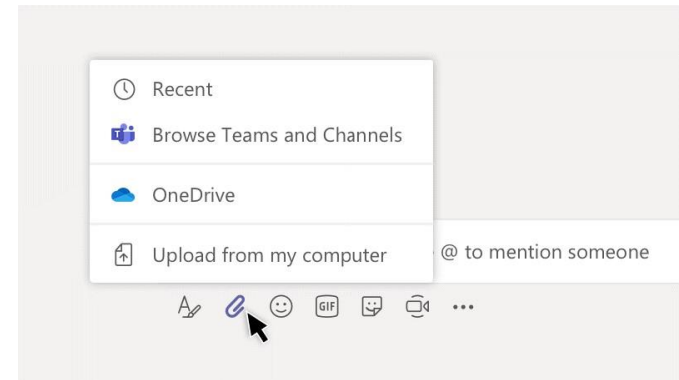 Recent
Browse Teams and Channels
OneDrive
Upload from my computer
@ to mention someone
GIF